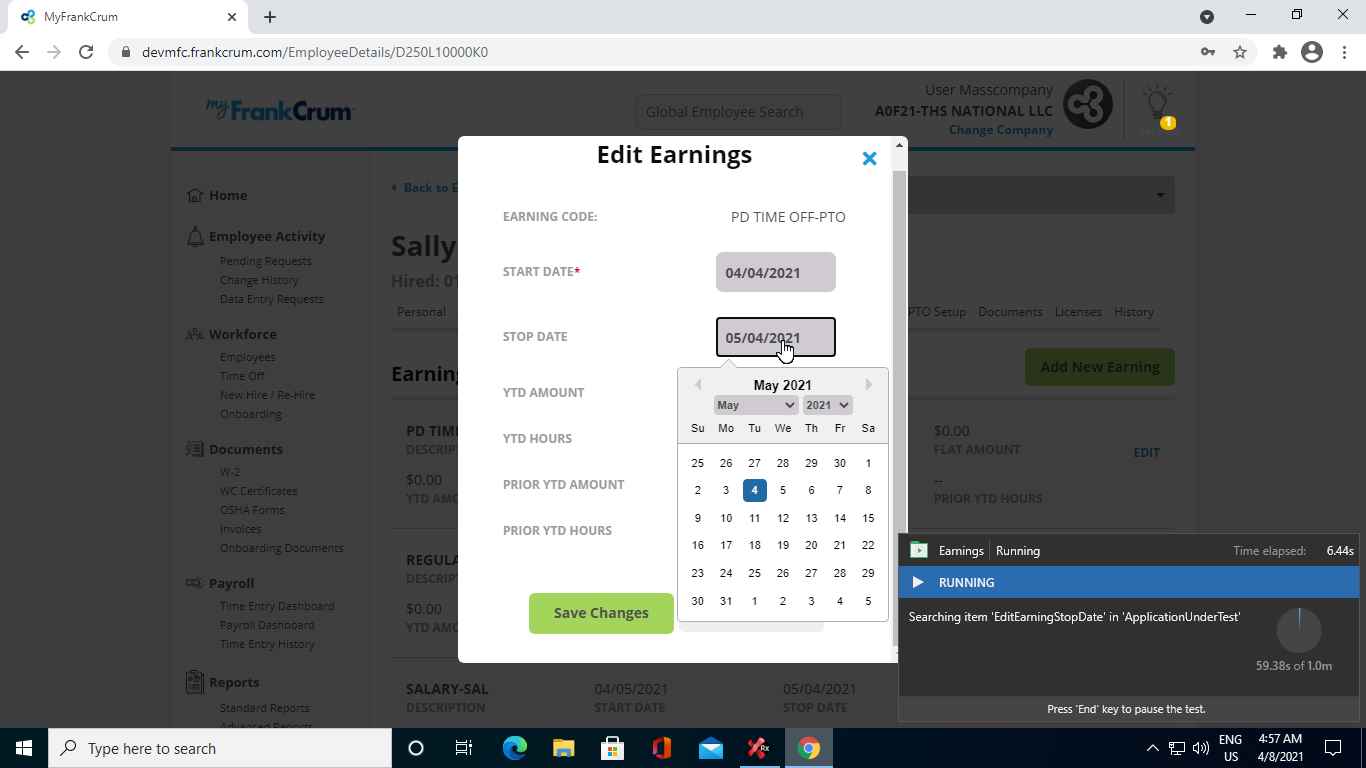 MyFrankCrum
devmfc.frankcrum.com/EmployeeDetails/D250L10000K0
myFrankCrum
Global Employee Search
User Masscompany
A0F21-THS NATIONAL LLC
Change Company
1
Home
Employee Activity
Pending Requests
Change History
Data Entry Requests
Workforce
Employees
Time Off
New Hire / Re-Hire
Onboarding
Documents
W-2
WC Certificates
OSHA Forms
Invoices
Onboarding Documents
Payroll
Time Entry Dashboard
Payroll Dashboard
Time Entry History
Reports
Standard Reports
Advanced Reports
Back to E
Sally
Hired: 01
Personal
PTO Setup Documents Licenses History
Earning
Add New Earning
PD TIM
DESCRIP
$0.00
YTD AMO
$0.00
FLAT AMOUNT
EDIT
--
PRIOR YTD HOURS
REGULA
DESCRIP
$0.00
YTD AMO
SALARY-SAL 04/05/2021 05/04/2021
DESCRIPTION START DATE STOP DATE
Edit Earnings
EARNING CODE: PD TIME OFF-PTO
START DATE* 04/04/2021
STOP DATE 05/04/2021
YTD AMOUNT
YTD HOURS
PRIOR YTD AMOUNT
PRIOR YTD HOURS
Save Changes
May 2021
May 2021
Su Mo Tu We Th Fr Sa
25 26 27 28 29 30 1
2 3 4 5 6 7 8
9 10 11 12 13 14 15
16 17 18 19 20 21 22
23 24 25 26 27 28 29
30 31 1 2 3 4 5
Earnings Running Time elapsed: 6.44s
RUNNING
Searching item 'EditEarningStopDate' in 'ApplicationUnderTest'
59.38s of 1.0m
Press 'End' key to pause the test.
Type here to search
Rx
ENG
US
4:57 AM
4/8/2021